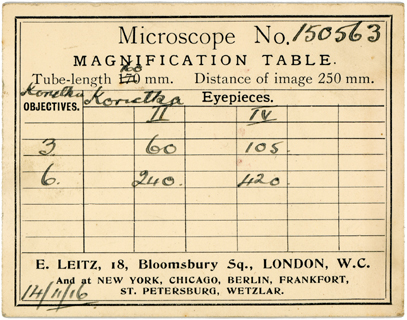 Microscope No. 150563
MAGNIFICATION TABLE.
160
Tube-length 170 mm. Distance of image 250 mm.
Koristka Koristka Eyepieces.
OBJECTIVES.
II IV
3. 60 105.
6. 240. 420.
E. LEITZ, 18, Bloomsbury Sq., LONDON, W.C.
And at NEW YORK, CHICAGO, BERLIN, FRANKFORT,
ST. PETERSBURG, WETZLAR.
14/11/16